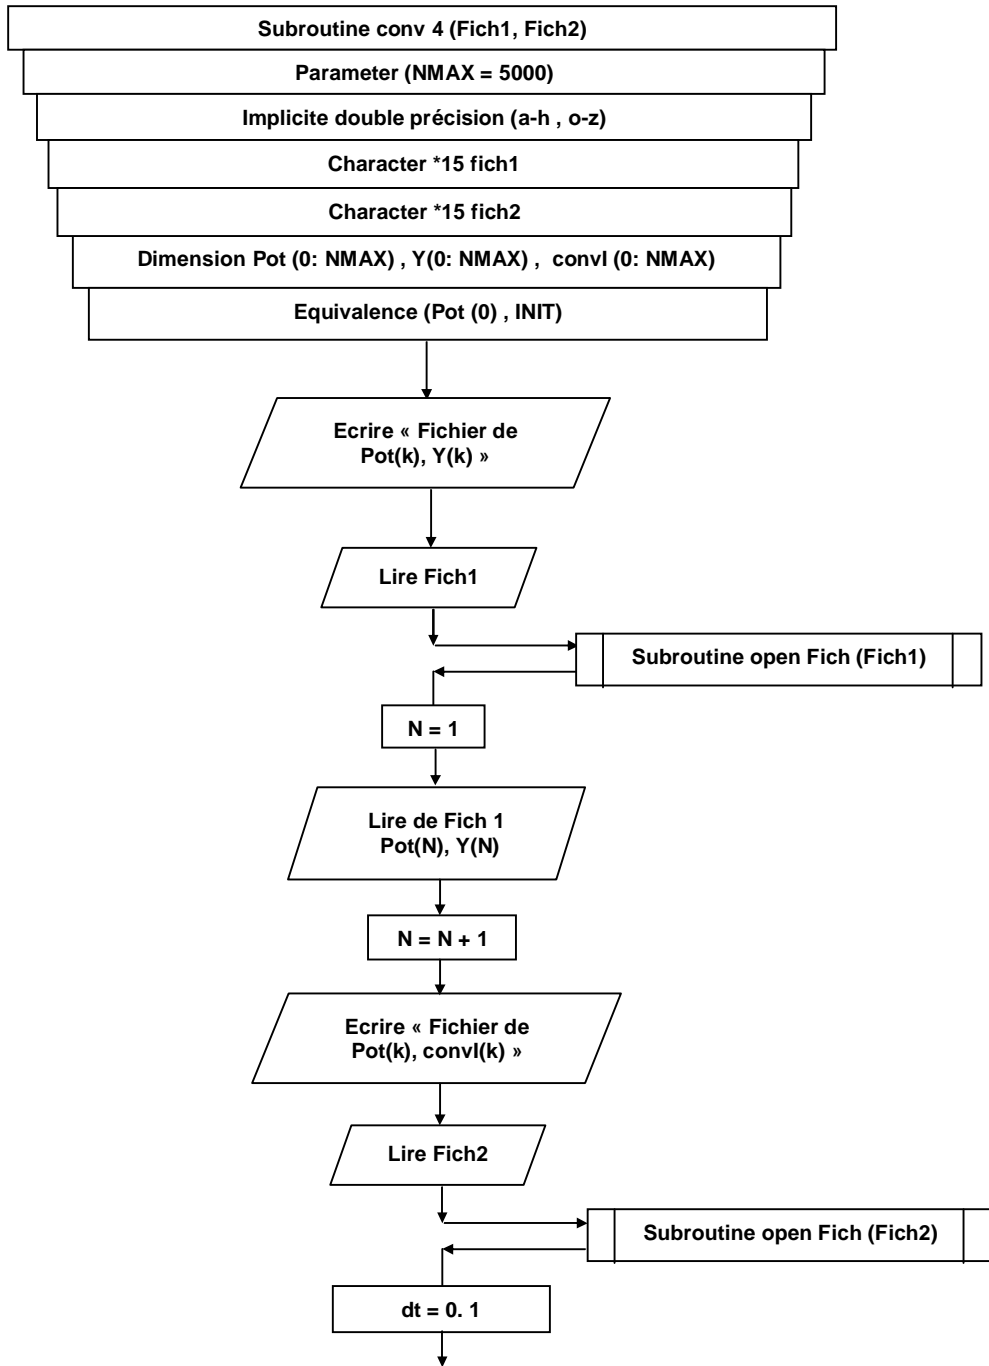 Subroutine conv 4 (Fich1, Fich2)
Parameter (NMAX = 5000)
Implicite double précision (a-h , o-z)
Character *15 fich1
Character *15 fich2
Dimension Pot (0: NMAX) , Y(0: NMAX) , convI (0: NMAX)
Equivalence (Pot (0) , INIT)
Ecrire « Fichier de
Pot(k), Y(k) »
Lire Fich1
Subroutine open Fich (Fich1)
N = 1
Lire de Fich 1
Pot(N), Y(N)
N = N + 1
Ecrire « Fichier de
Pot(k), convI(k) »
Lire Fich2
Subroutine open Fich (Fich2)
dt = 0. 1